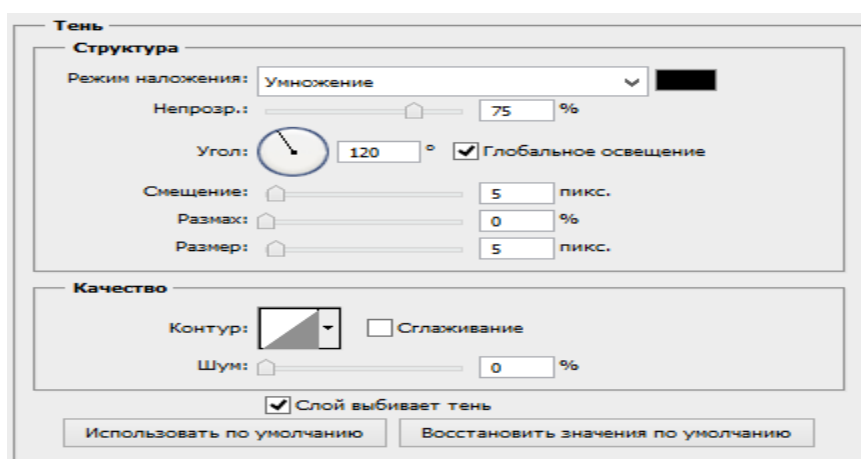 Тень
Структура
Режим наложения: Умножение
Непрозр.: 75 %
Угол: 120 ° Глобальное освещение
Смещение: 5 пикс.
Размах: 0 %
Размер: 5 пикс.
Качество
Контур: Сглаживание
Шум: 0 %
Слой выбивает тень
Использовать по умолчанию Восстановить значения по умолчанию